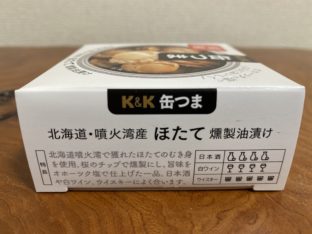 K&K 缶つま
北海道・噴火湾産 ほたて 燻製油漬け
特長
北海道噴火湾で獲れたほたてのむき身
を使用。桜のチップで燻製にし、旨味
をオホーツク塩で仕上げた一品。日本酒
や白ワイン、ウイスキーによく合います。
日本酒
白ワイン
ウイスキー